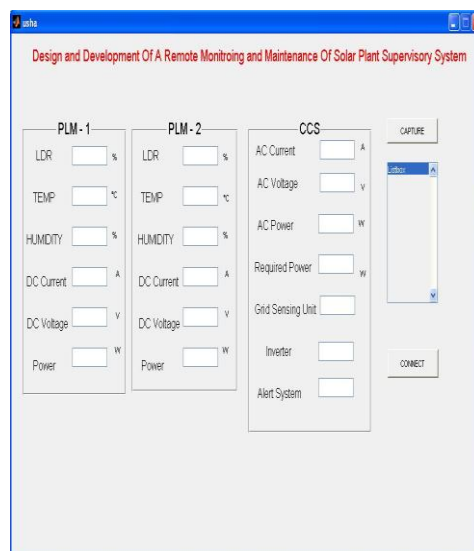 usha
Design and Development Of A Remote Monitroing and Maintenance Of Solar Plant Supervisory System
PLM - 1
LDR %
TEMP °C
HUMIDITY %
DC Current A
DC Voltage V
Power W
PLM - 2
LDR %
TEMP °C
HUMIDITY %
DC Current A
DC Voltage V
Power W
CCS
AC Current A
AC Voltage V
AC Power W
Required Power W
Grid Sensing Unit
Inverter
Alert System
CAPTURE
Listbox
CONNECT